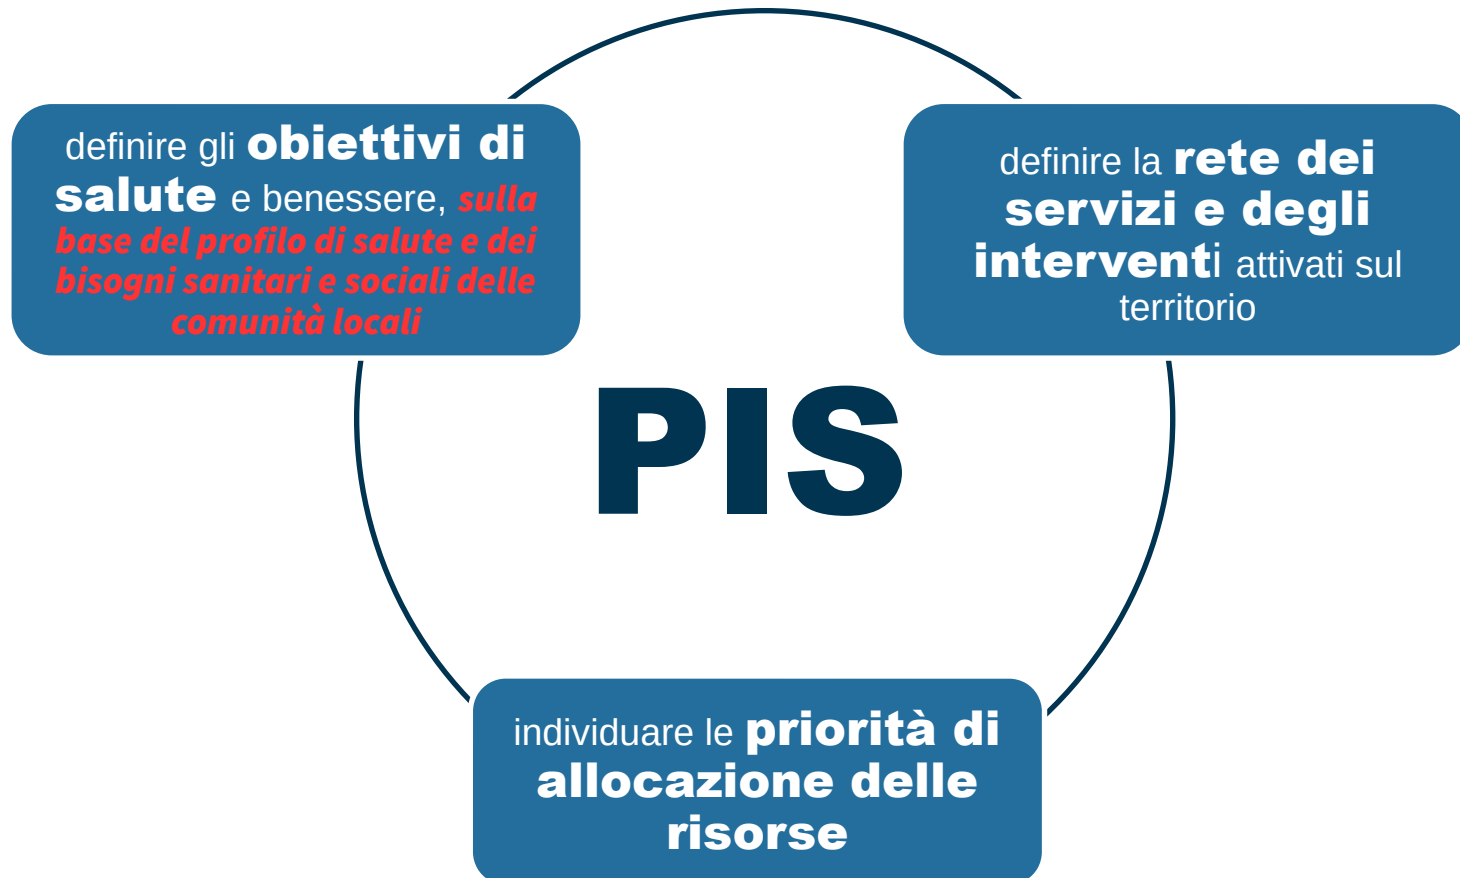 definire gli obiettivi di
salute e benessere, sulla
base del profilo di salute e dei
bisogni sanitari e sociali delle
comunità locali
definire la rete dei
servizi e degli
interventi attivati sul
territorio
PIS
individuare le priorità di
allocazione delle
risorse